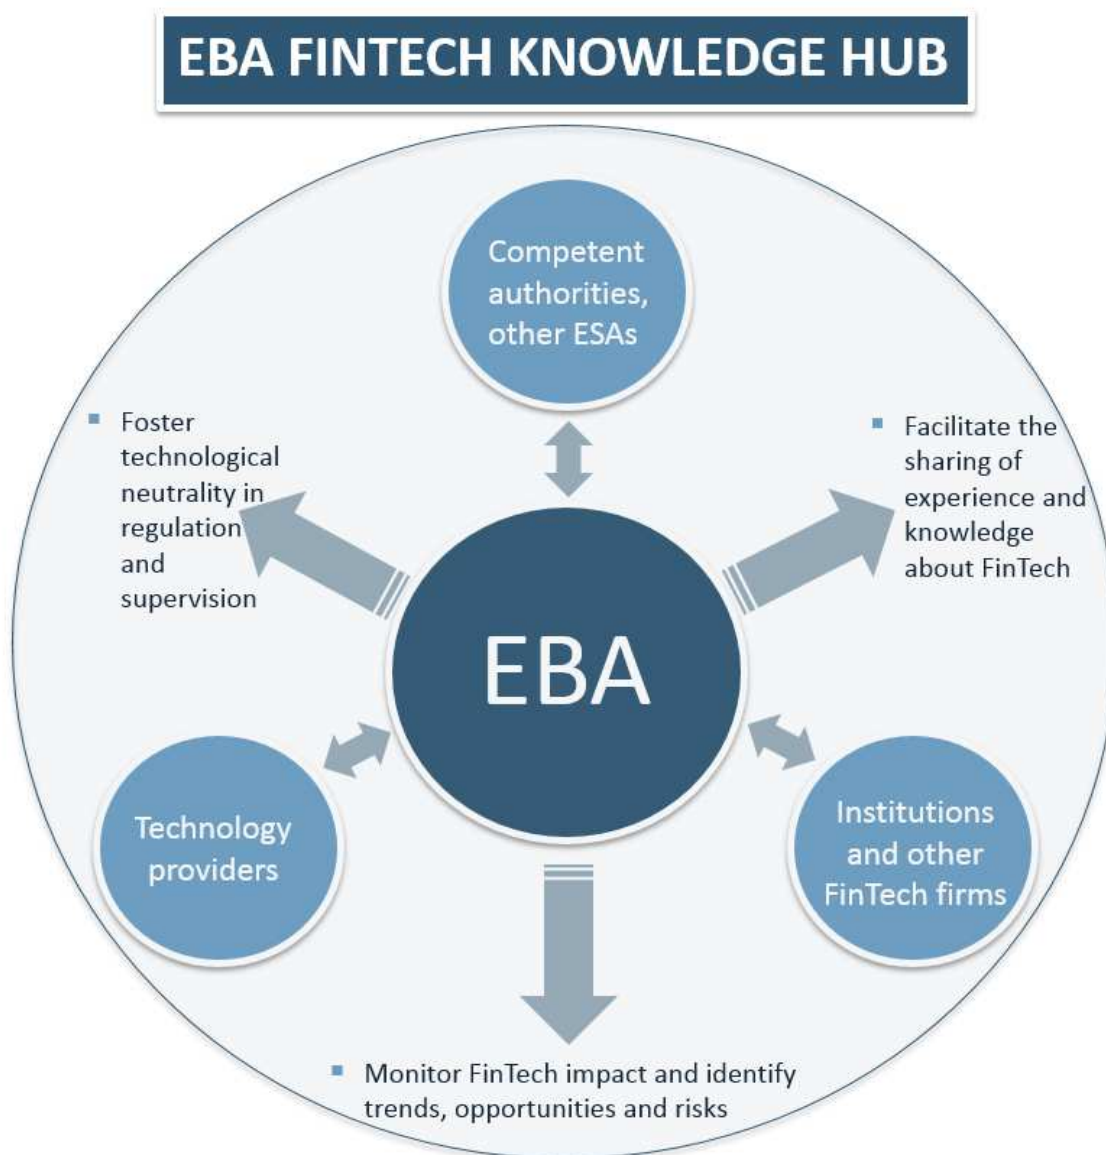 EBA FINTECH KNOWLEDGE HUB
Competent
authorities,
other ESAs
▪ Foster
technological
neutrality in
regulation
and
supervision
▪ Facilitate the
sharing of
experience and
knowledge
about FinTech
EBA
Technology
providers
Institutions
and other
FinTech firms
▪ Monitor FinTech impact and identify
trends, opportunities and risks